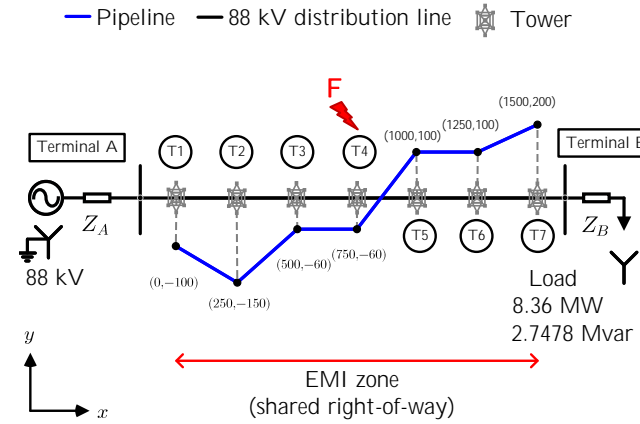 Pipeline 88 kV distribution line Tower
F
(1500,200)
(1000,100) (1250,100)
Terminal A T1 T2 T3 T4 Terminal
Z_A T5 T6 T7 Z_B
(500,−60) (750,−60)
88 kV (0,−100) Load
(250,−150) 8.36 MW
2.7478 Mvar
y
EMI zone
x (shared right-of-way)